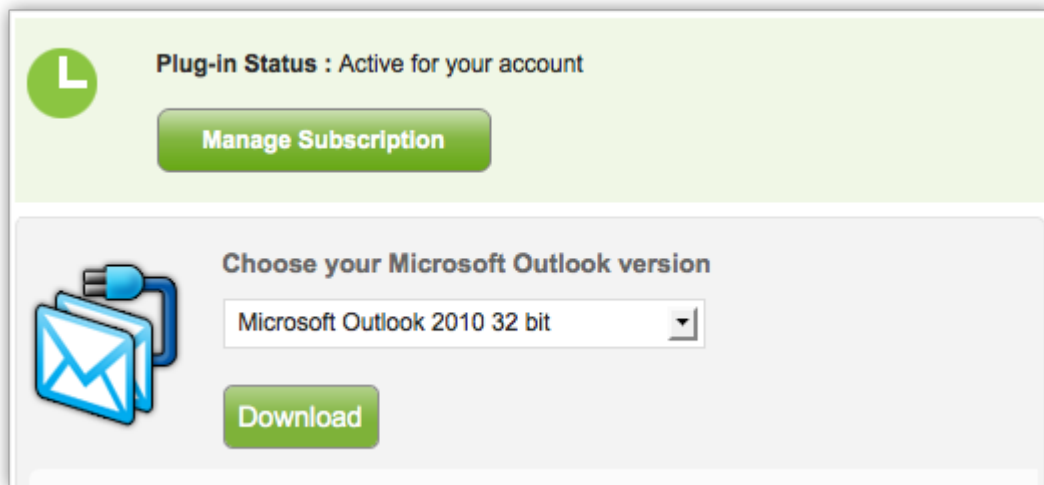 Plug-in Status : Active for your account
Manage Subscription
Choose your Microsoft Outlook version
Microsoft Outlook 2010 32 bit
Download